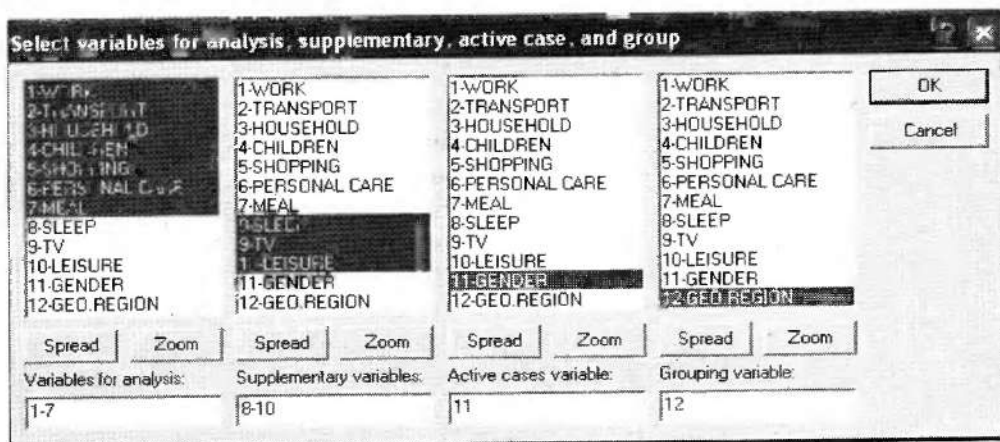 Select variables for analysis, supplementary, active case, and group
1-WORK
2-TRANSPORT
3-HOUSEHOLD
4-CHILDREN
5-SHOPPING
6-PERSONAL CARE
7-MEAL
8-SLEEP
9-TV
10-LEISURE
11-GENDER
12-GEO.REGION
Spread
Zoom
Variables for analysis:
1-7
1-WORK
2-TRANSPORT
3-HOUSEHOLD
4-CHILDREN
5-SHOPPING
6-PERSONAL CARE
7-MEAL
8-SLEEP
9-TV
10-LEISURE
11-GENDER
12-GEO.REGION
Spread
Zoom
Supplementary variables:
8-10
1-WORK
2-TRANSPORT
3-HOUSEHOLD
4-CHILDREN
5-SHOPPING
6-PERSONAL CARE
7-MEAL
8-SLEEP
9-TV
10-LEISURE
11-GENDER
12-GEO.REGION
Spread
Zoom
Active cases variable:
11
1-WORK
2-TRANSPORT
3-HOUSEHOLD
4-CHILDREN
5-SHOPPING
6-PERSONAL CARE
7-MEAL
8-SLEEP
9-TV
10-LEISURE
11-GENDER
12-GEO.REGION
Spread
Zoom
Grouping variable:
12
OK
Cancel